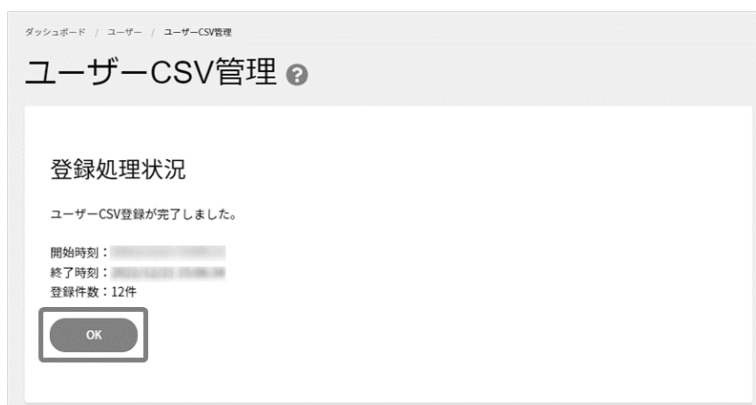 ダッシュボード / ユーザー / ユーザーCSV管理
ユーザーCSV管理 ?
登録処理状況
ユーザーCSV登録が完了しました。
開始時刻：
終了時刻：
登録件数：12件
OK